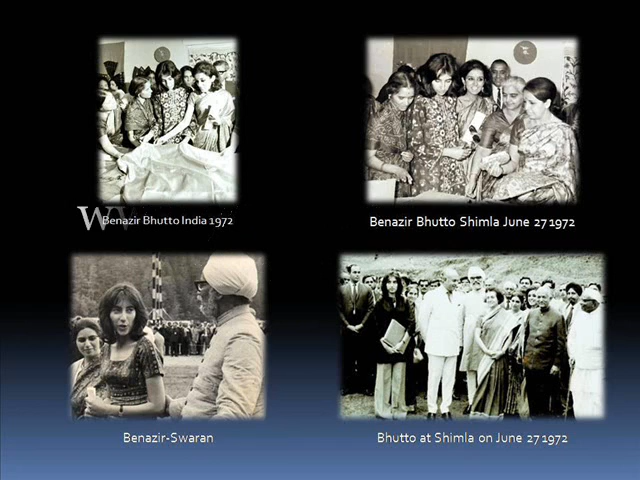 W
Benazir Bhutto India 1972
Benazir Bhutto Shimla June 27 1972
Benazir-Swaran
Bhutto at Shimla on June 27 1972